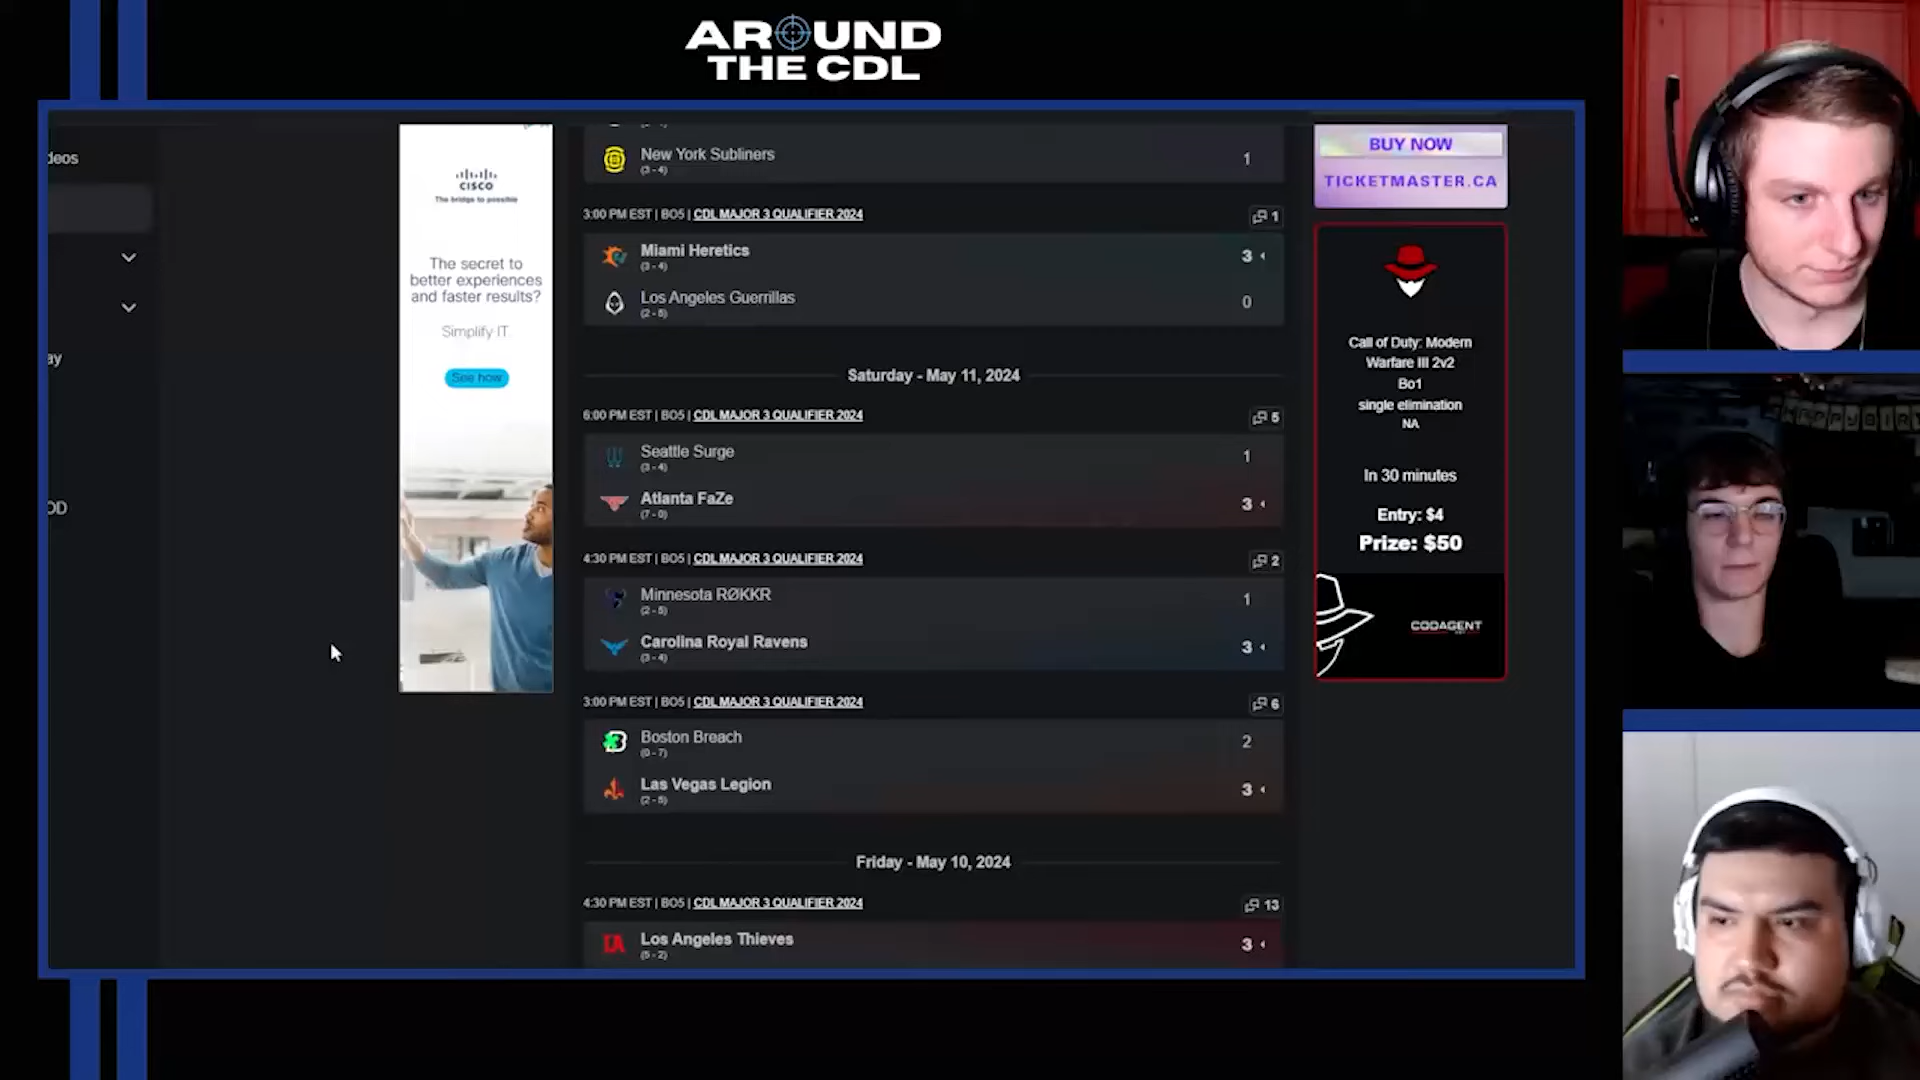 AROUND
THE CDL
deos
ay
OD
CISCO
The bridge to possible
The secret to
better experiences
and faster results?
Simplify IT.
See how
New York Subliners
1
(3 - 4)
3:00 PM EST | BO5 | CDL MAJOR 3 QUALIFIER 2024
1
Miami Heretics
3
(3 - 4)
Los Angeles Guerrillas
0
(2 - 5)
Saturday - May 11, 2024
6:00 PM EST | BO5 | CDL MAJOR 3 QUALIFIER 2024
5
Seattle Surge
1
(3 - 4)
Atlanta FaZe
3
(7 - 0)
4:30 PM EST | BO5 | CDL MAJOR 3 QUALIFIER 2024
2
Minnesota RØKKR
1
(2 - 5)
Carolina Royal Ravens
3
(3 - 4)
3:00 PM EST | BO5 | CDL MAJOR 3 QUALIFIER 2024
6
Boston Breach
2
(0 - 7)
Las Vegas Legion
3
(2 - 5)
Friday - May 10, 2024
4:30 PM EST | BO5 | CDL MAJOR 3 QUALIFIER 2024
13
Los Angeles Thieves
3
(5 - 2)
BUY NOW
TICKETMASTER.CA
Call of Duty: Modern
Warfare III 2v2
Bo1
single elimination
NA
In 30 minutes
Entry: $4
Prize: $50
CODAGENT